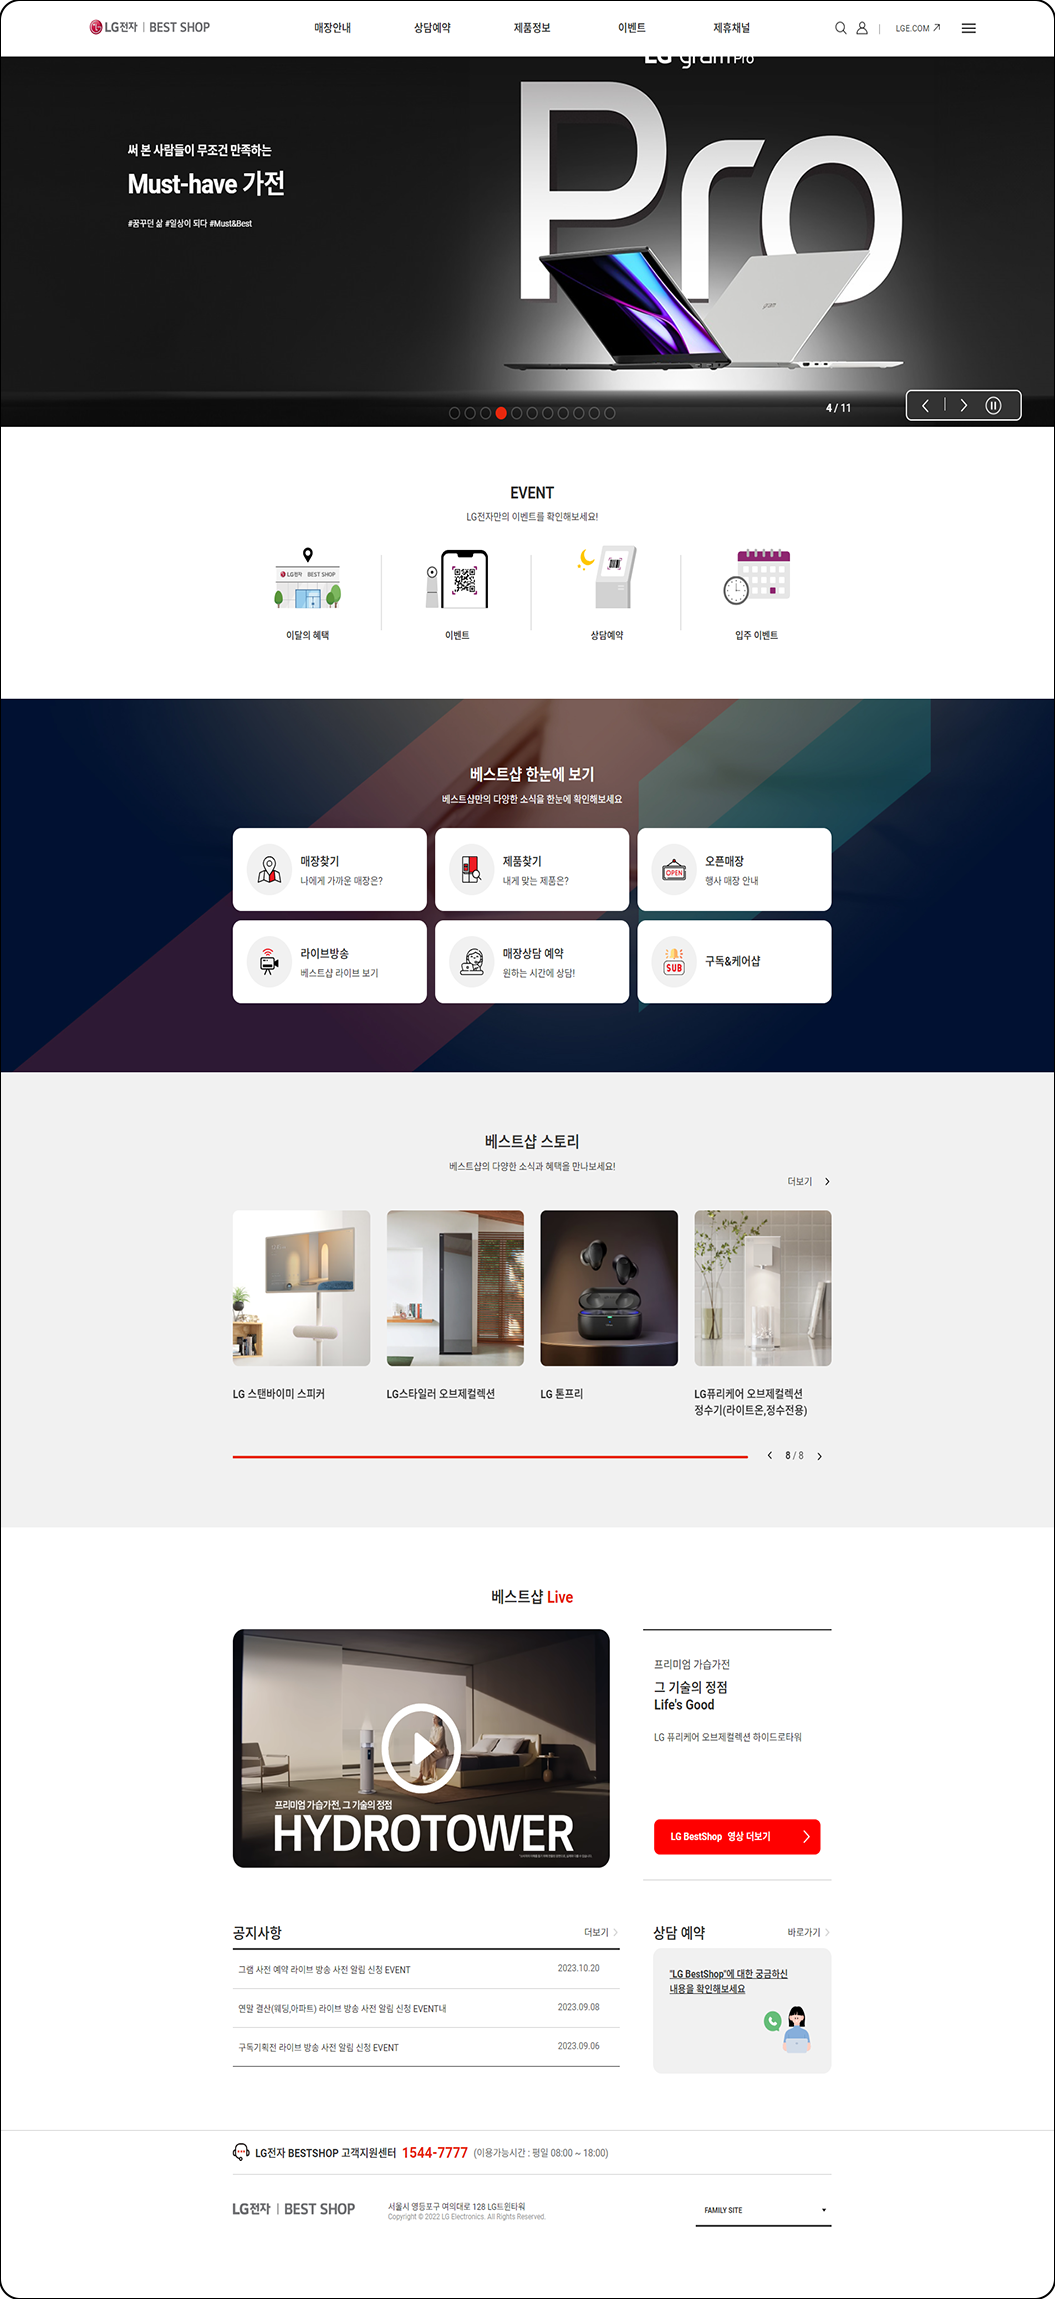 LG전자 | BEST SHOP
매장안내
상담예약
제품정보
이벤트
제휴채널
LGE.COM
LG gram Pro
Pro
써 본 사람들이 무조건 만족하는
Must-have 가전
#꿈꾸던 삶 #일상이 되다 #Must&Best
gram
4 / 11
EVENT
LG전자만의 이벤트를 확인해보세요!
LG전자 BEST SHOP
이달의 혜택
이벤트
상담예약
입주 이벤트
베스트샵 한눈에 보기
베스트샵만의 다양한 소식을 한눈에 확인해보세요
매장찾기
나에게 가까운 매장은?
제품찾기
내게 맞는 제품은?
OPEN
오픈매장
행사 매장 안내
라이브방송
베스트샵 라이브 보기
매장상담 예약
원하는 시간에 상담!
SUB
구독&케어샵
베스트샵 스토리
베스트샵의 다양한 소식과 혜택을 만나보세요!
더보기
LG 스탠바이미 스피커
LG스타일러 오브제컬렉션
LG 톤프리
LG퓨리케어 오브제컬렉션
정수기(라이트온,정수전용)
8 / 8
베스트샵 Live
프리미엄 가습가전, 그 기술의 정점
HYDROTOWER
프리미엄 가습가전
그 기술의 정점
Life's Good
LG 퓨리케어 오브제컬렉션 하이드로타워
LG BestShop 영상 더보기
공지사항
더보기
그램 사전 예약 라이브 방송 사전 알림 신청 EVENT
2023.10.20
연말 결산(웨딩,아파트) 라이브 방송 사전 알림 신청 EVENT내
2023.09.08
구독기획전 라이브 방송 사전 알림 신청 EVENT
2023.09.06
상담 예약
바로가기
"LG BestShop"에 대한 궁금하신
내용을 확인해보세요
LG전자 BESTSHOP 고객지원센터 1544-7777 (이용가능시간 : 평일 08:00 ~ 18:00)
LG전자 | BEST SHOP
서울시 영등포구 여의대로 128 LG트윈타워
Copyright © 2022 LG Electronics. All Rights Reserved.
FAMILY SITE